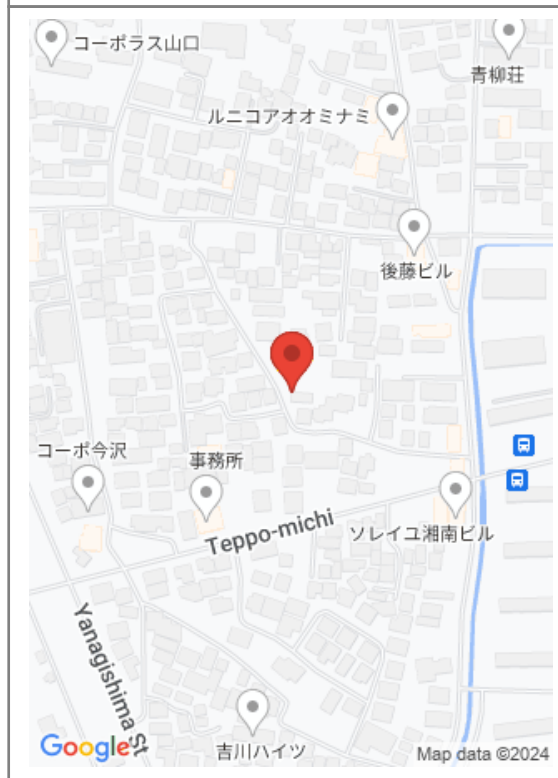 コーポラス山口
青柳荘
ルニコアオオミナミ
後藤ビル
コーポ今沢
事務所
Teppo-michi
ソレイユ湘南ビル
Yanagishima St
吉川ハイツ
Google
Map data ©2024